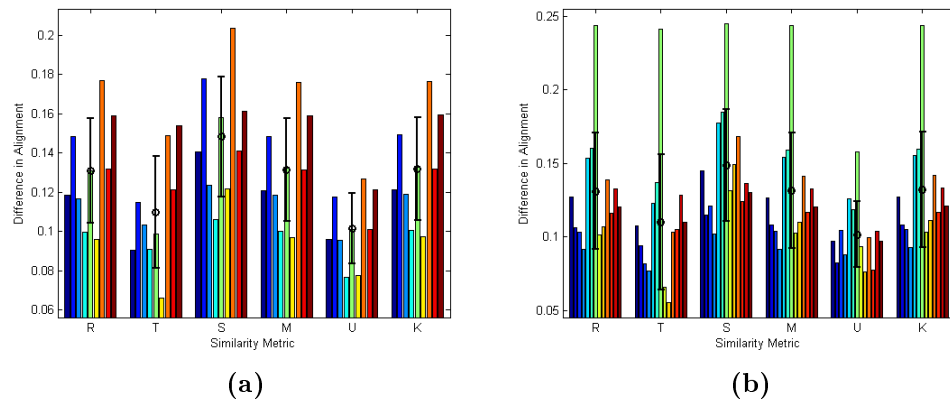 0.2
0.18
0.16
0.14
0.12
0.1
0.08
0.06
Difference in Alignment
R T S M U K
Similarity Metric
(a)
0.25
0.2
0.15
0.1
0.05
Difference in Alignment
R T S M U K
Similarity Metric
(b)